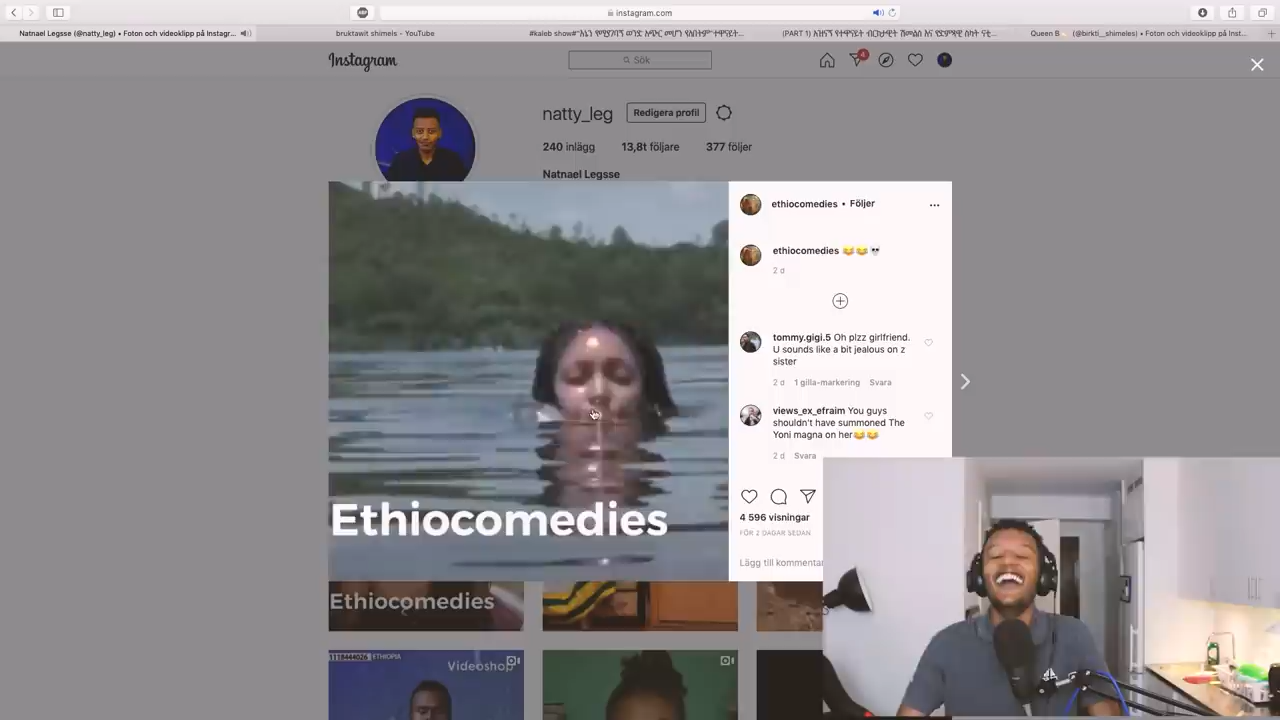 instagram.com
Natnael Legsse (@natty_leg) • Foton och videoklipp på Instagr...
bruktawit shimels - YouTube
Queen B (@birkti__shimeles) • Foton och videoklipp på Inst...
Instagram
Sök
4
natty_leg
Redigera profil
240 inlägg
13,8t följare
377 följer
Natnael Legsse
ethiocomedies • Följer
ethiocomedies 😂😂💀
2 d
tommy.gigi.5 Oh plzz girlfriend.
U sounds like a bit jealous on z
sister
2 d 1 gilla-markering Svara
views_ex_efraim You guys
shouldn't have summoned The
Yoni magna on her😂😂
2 d Svara
4 596 visningar
FÖR 2 DAGAR SEDAN
Lägg till kommentar
Ethiocomedies
Ethiocomedies
1118444026 ETHIOPIA
Videoshop